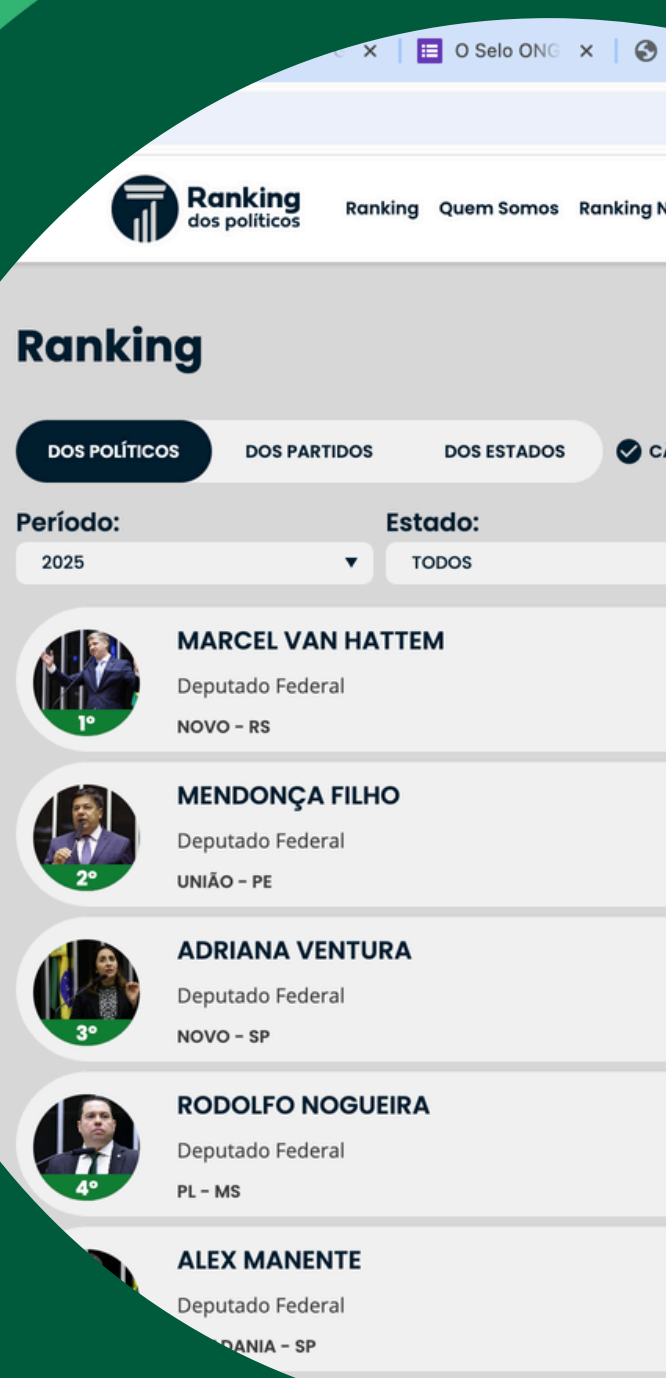 O Selo ONG
Ranking
dos políticos
Ranking Quem Somos Ranking N
Ranking
DOS POLÍTICOS DOS PARTIDOS DOS ESTADOS CA
Período: Estado:
2025 TODOS
MARCEL VAN HATTEM
Deputado Federal
1º
NOVO – RS
MENDONÇA FILHO
Deputado Federal
2º
UNIÃO – PE
ADRIANA VENTURA
Deputado Federal
3º
NOVO – SP
RODOLFO NOGUEIRA
Deputado Federal
4º
PL – MS
ALEX MANENTE
Deputado Federal
DANIA – SP